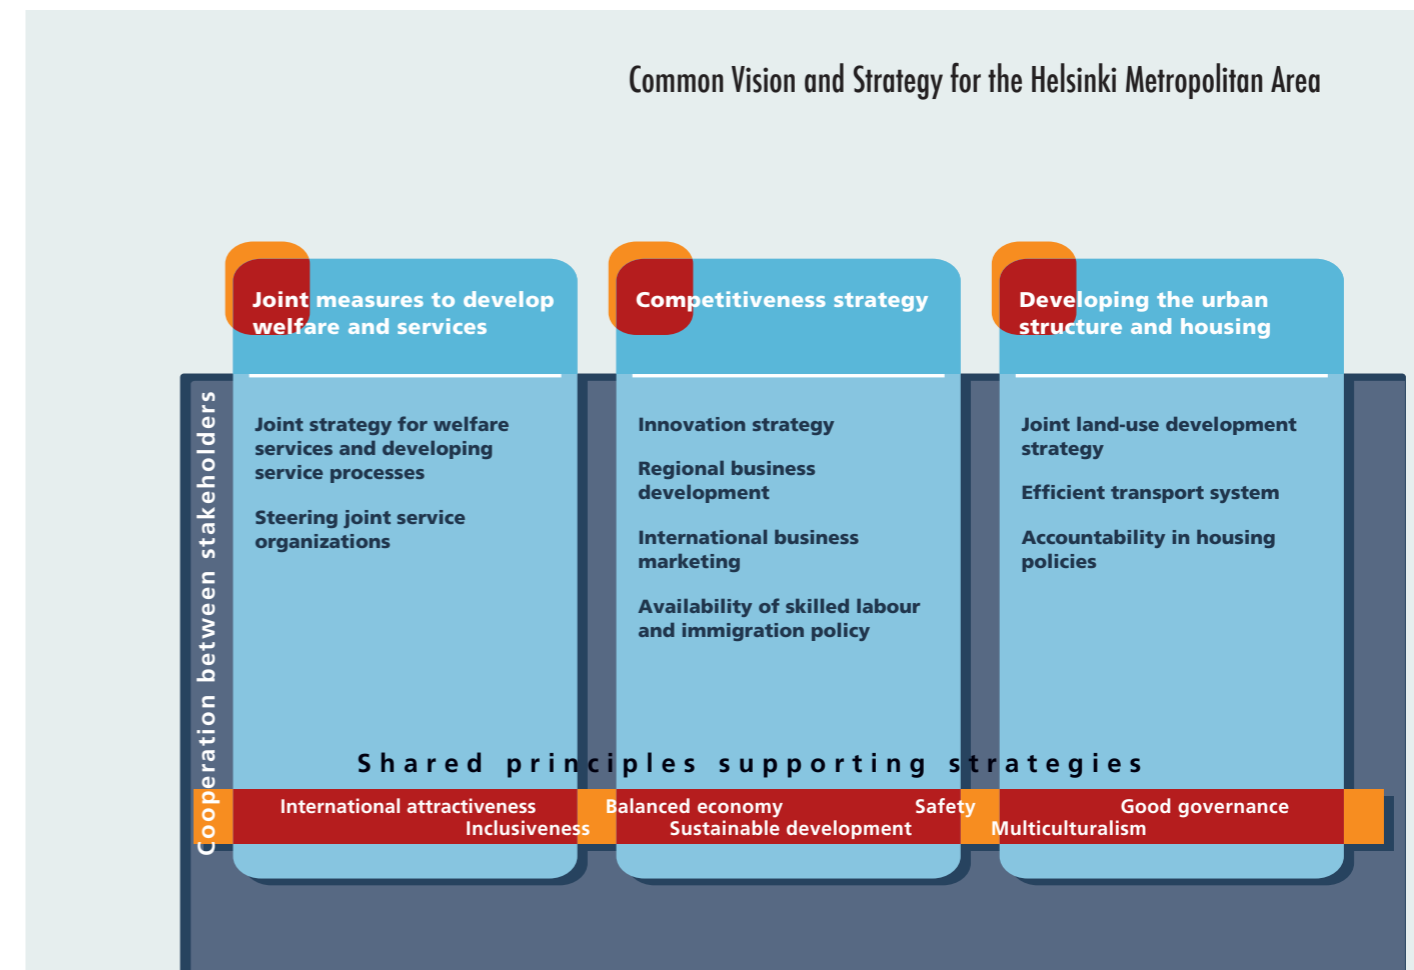 Common Vision and Strategy for the Helsinki Metropolitan Area
Joint measures to develop
welfare and services
Joint strategy for welfare
services and developing
service processes
Steering joint service
organizations
Competitiveness strategy
Innovation strategy
Regional business
development
International business
marketing
Availability of skilled labour
and immigration policy
Developing the urban
structure and housing
Joint land-use development
strategy
Efficient transport system
Accountability in housing
policies
Cooperation between stakeholders
Shared principles supporting strategies
International attractiveness Balanced economy Safety Good governance
Inclusiveness Sustainable development Multiculturalism